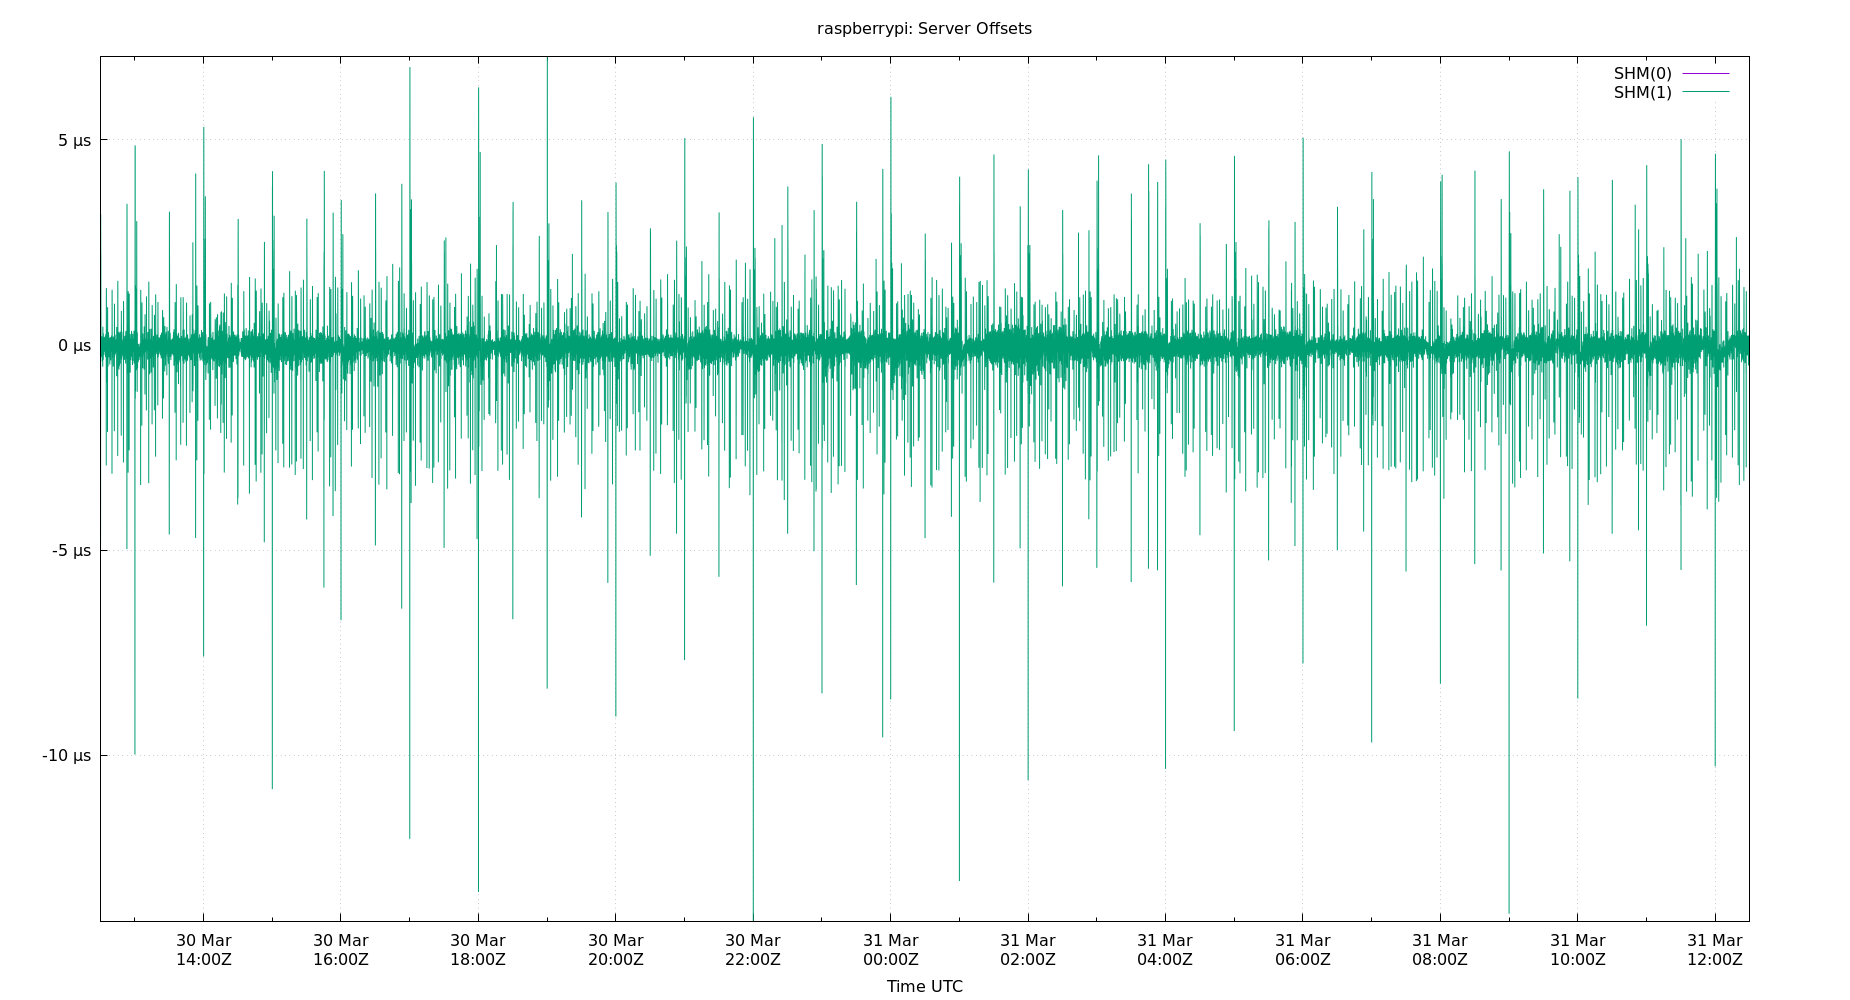 raspberrypi: Server Offsets
SHM(0)
SHM(1)
5 µs
0 µs
-5 µs
-10 µs
30 Mar 30 Mar 30 Mar 30 Mar 30 Mar 31 Mar 31 Mar 31 Mar 31 Mar 31 Mar 31 Mar 31 Mar
14:00Z 16:00Z 18:00Z 20:00Z 22:00Z 00:00Z 02:00Z 04:00Z 06:00Z 08:00Z 10:00Z 12:00Z
Time UTC